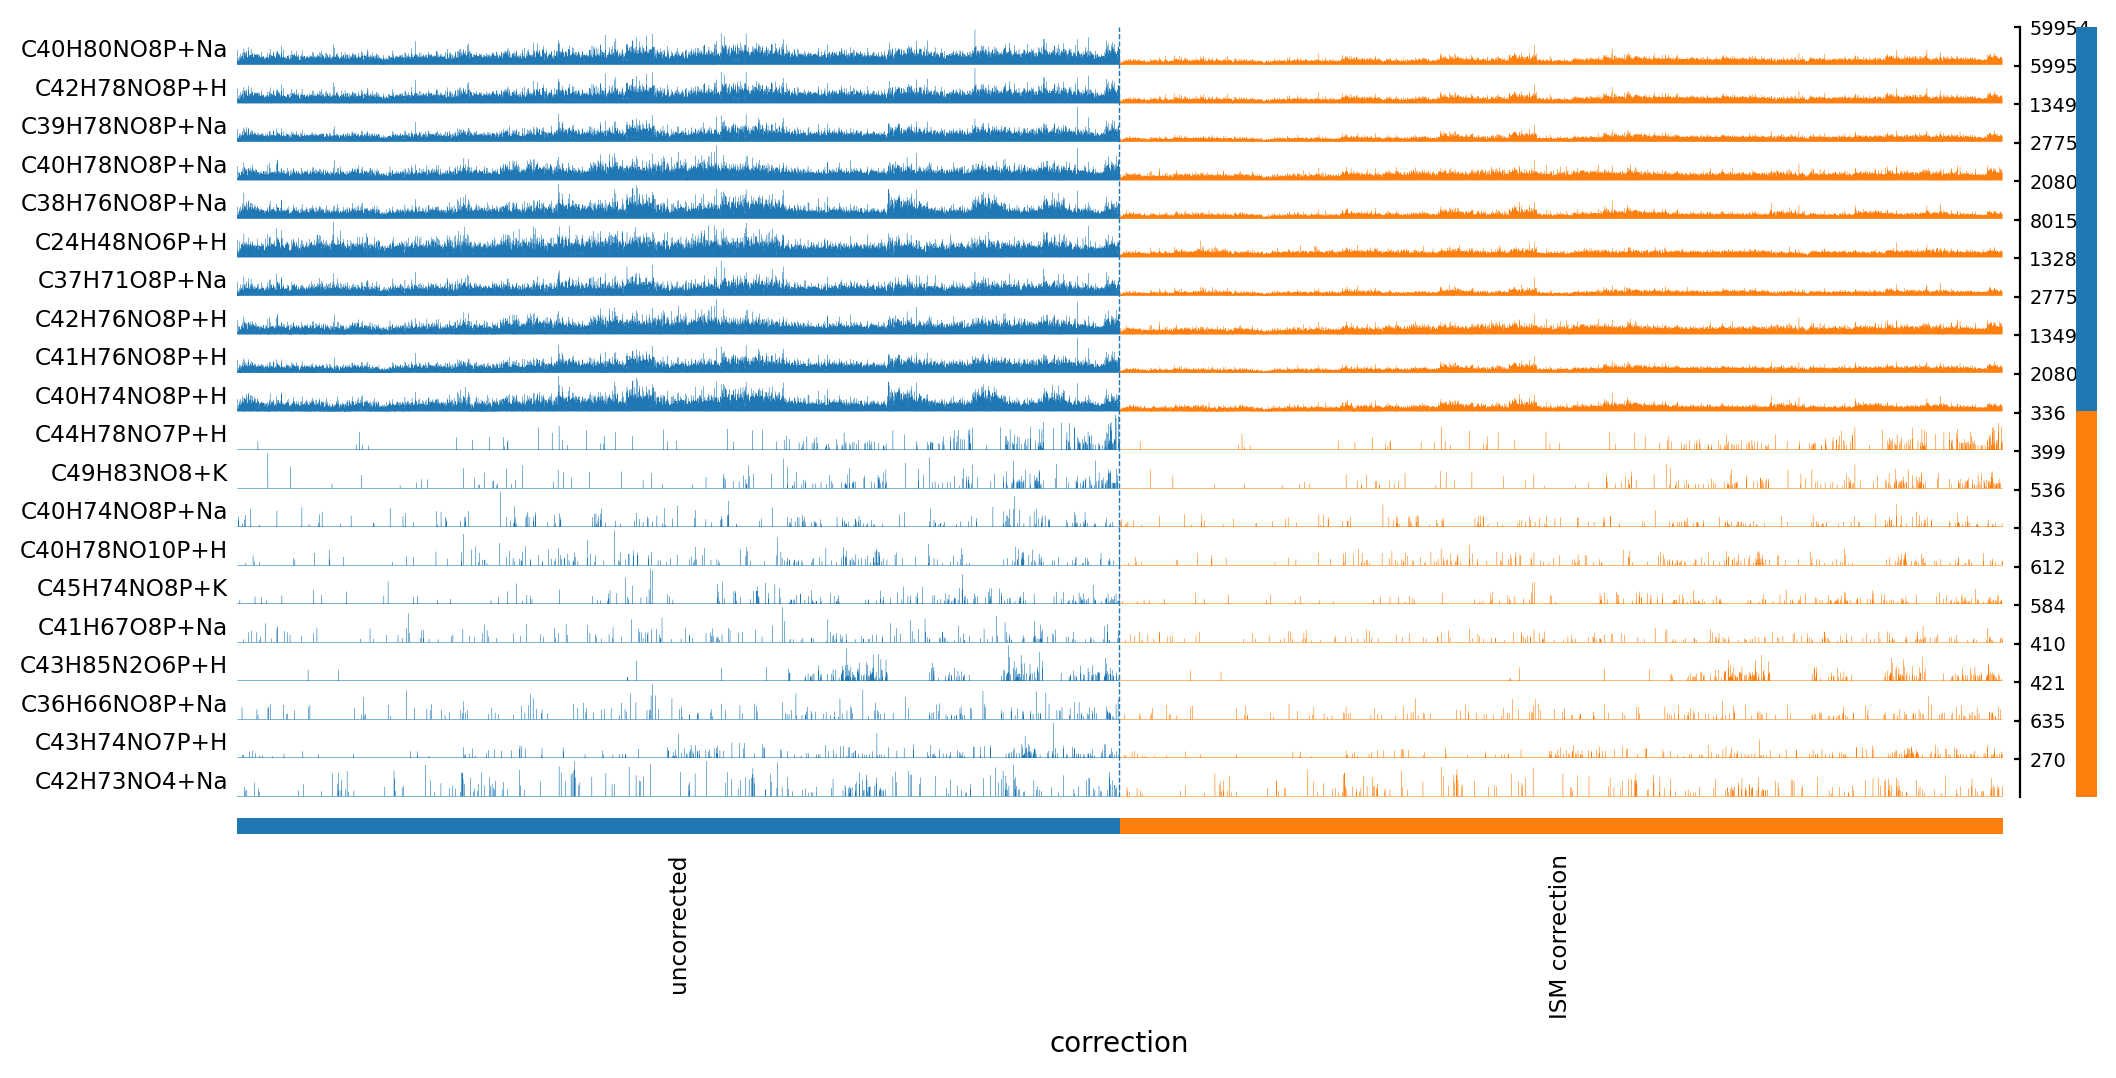 C40H80NO8P+Na 59954
C42H78NO8P+H 5995
C39H78NO8P+Na 1349
C40H78NO8P+Na 2775
C38H76NO8P+Na 2080
C24H48NO6P+H 8015
C37H71O8P+Na 1328
C42H76NO8P+H 2775
C41H76NO8P+H 1349
C40H74NO8P+H 2080
C44H78NO7P+H 336
C49H83NO8+K 399
C40H74NO8P+Na 536
C40H78NO10P+H 433
C45H74NO8P+K 612
C41H67O8P+Na 584
C43H85N2O6P+H 410
C36H66NO8P+Na 421
C43H74NO7P+H 635
C42H73NO4+Na 270
uncorrected
ISM correction
correction